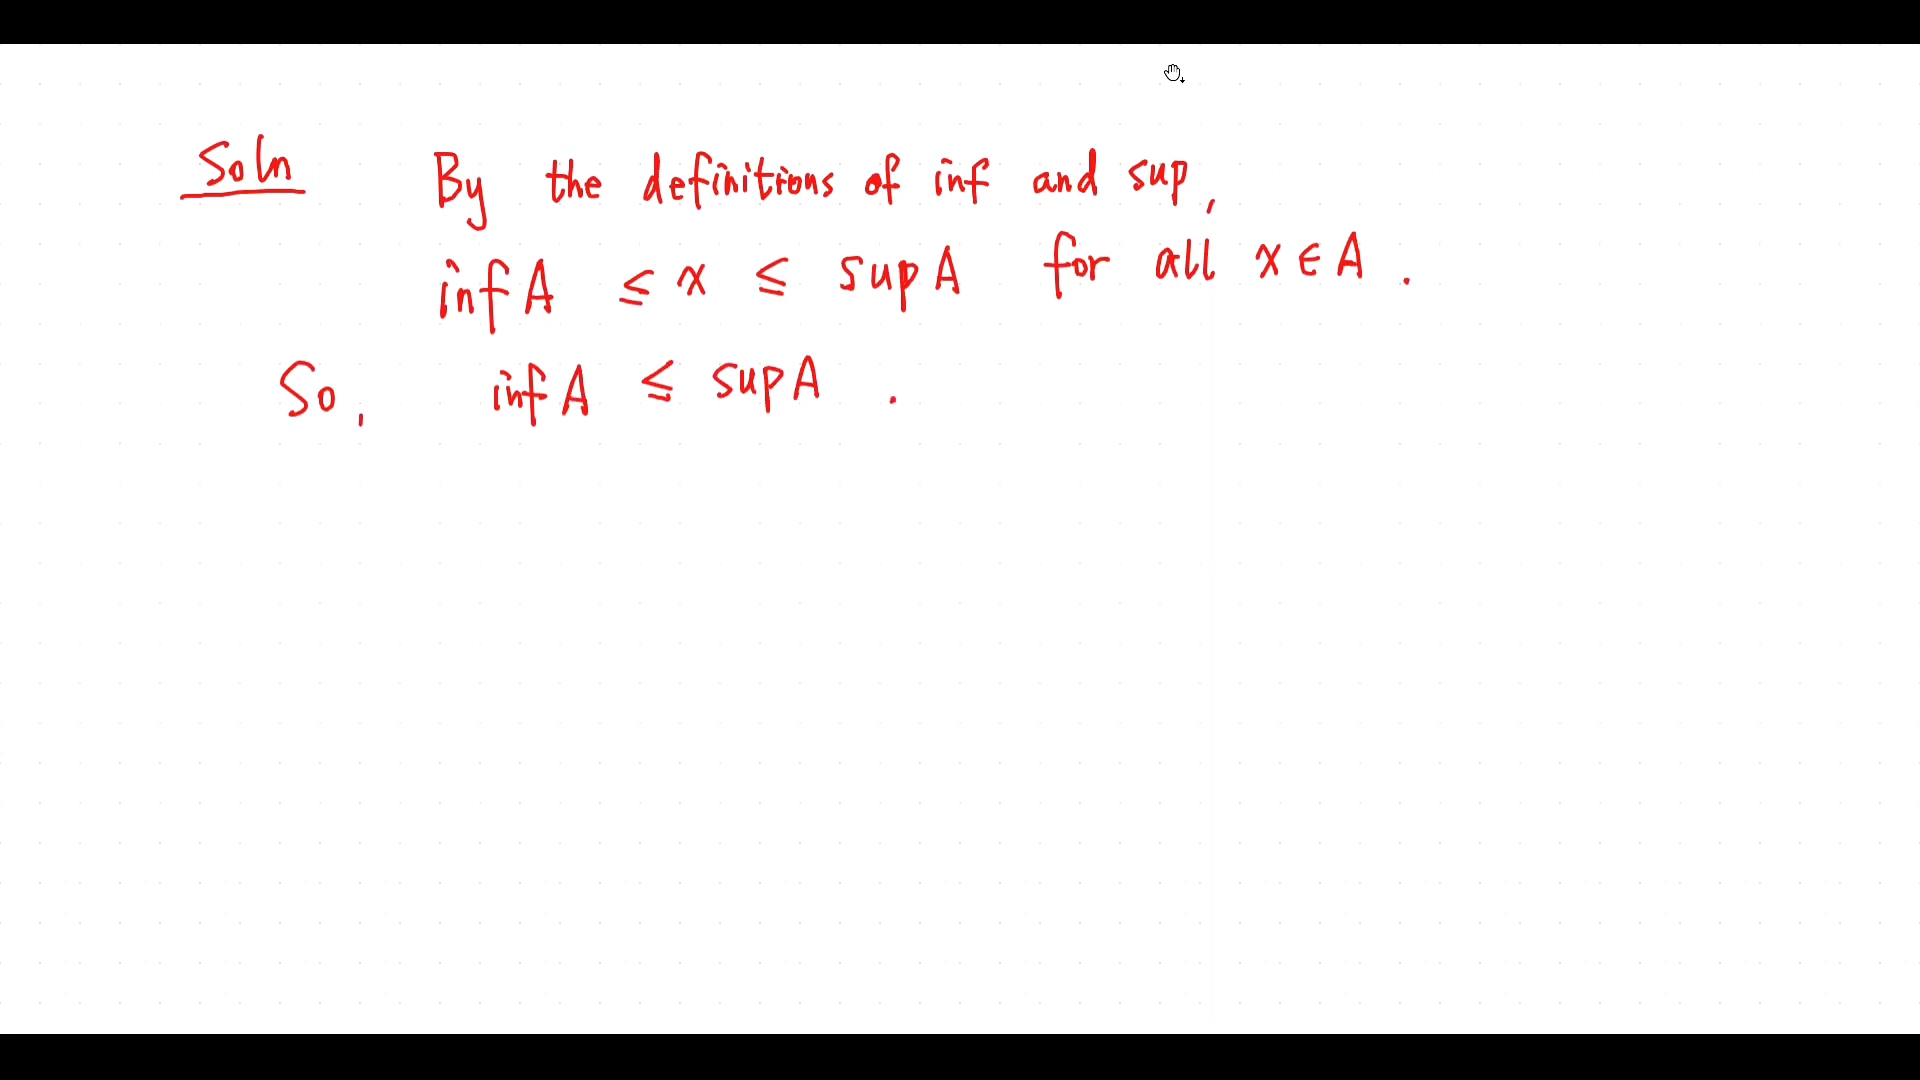 Soln By the definitions of inf and sup,
inf A ≤ x ≤ sup A for all x ∈ A .
So, inf A ≤ sup A .